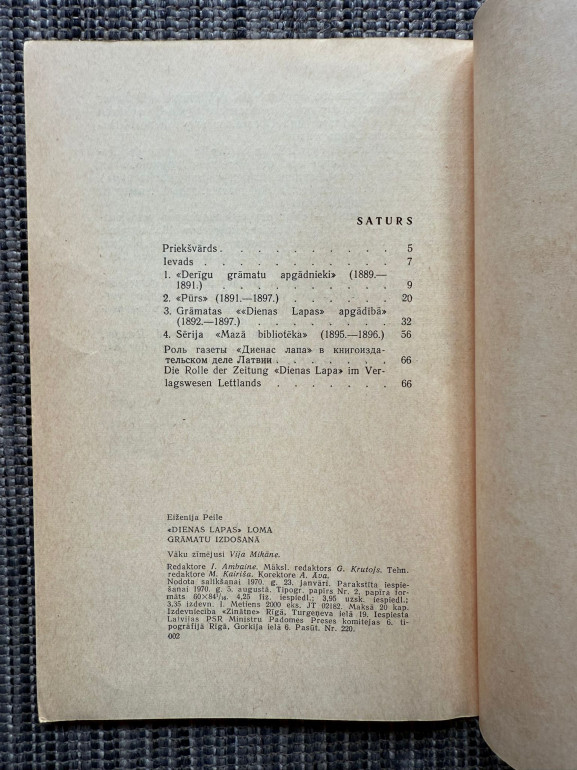 SATURS
Priekšvārds . . . . . . . . . . 5
Ievads . . . . . . . . . . . 7
1. «Derīgu grāmatu apgādnieki» (1889.—
1891.) . . . . . . . . . . 9
2. «Pūrs» (1891.—1897.) . . . . . . 20
3. Grāmatas ««Dienas Lapas» apgādībā»
(1892.—1897.) . . . . . . . . 32
4. Sērija «Mazā bibliotēka» (1895.—1896.) 56
Роль газеты «Диенас лапа» в книгоизда-
тельском деле Латвии . . . . . . . 66
Die Rolle der Zeitung «Dienas Lapa» im Ver-
lagswesen Lettlands . . . . . . . 66
Eiženija Peile
«DIENAS LAPAS» LOMA
GRĀMATU IZDOŠANĀ
Vāku zīmējusi Vija Mikāne.
Redaktore I. Ambaine. Māksl. redaktors G. Krutojs. Tehn.
redaktore M. Kairiša. Korektore A. Ava.
Nodota salikšanai 1970. g. 23. janvārī. Parakstīta iespie-
šanai 1970. g. 5. augustā. Tipogr. papīrs Nr. 2, papīra for-
māts 60×84¹/₁₆. 4,25 fiz. iespiedl.; 3,95 uzsk. iespiedl.;
3,35 izdevn. l. Metiens 2000 eks. JT 02182. Maksā 20 kap.
Izdevniecība «Zinātne» Rīgā, Turgeņeva ielā 19. Iespiesta
Latvijas PSR Ministru Padomes Preses komitejas 6. ti-
pogrāfijā Rīgā, Gorkija ielā 6. Pasūt. Nr. 220.
002